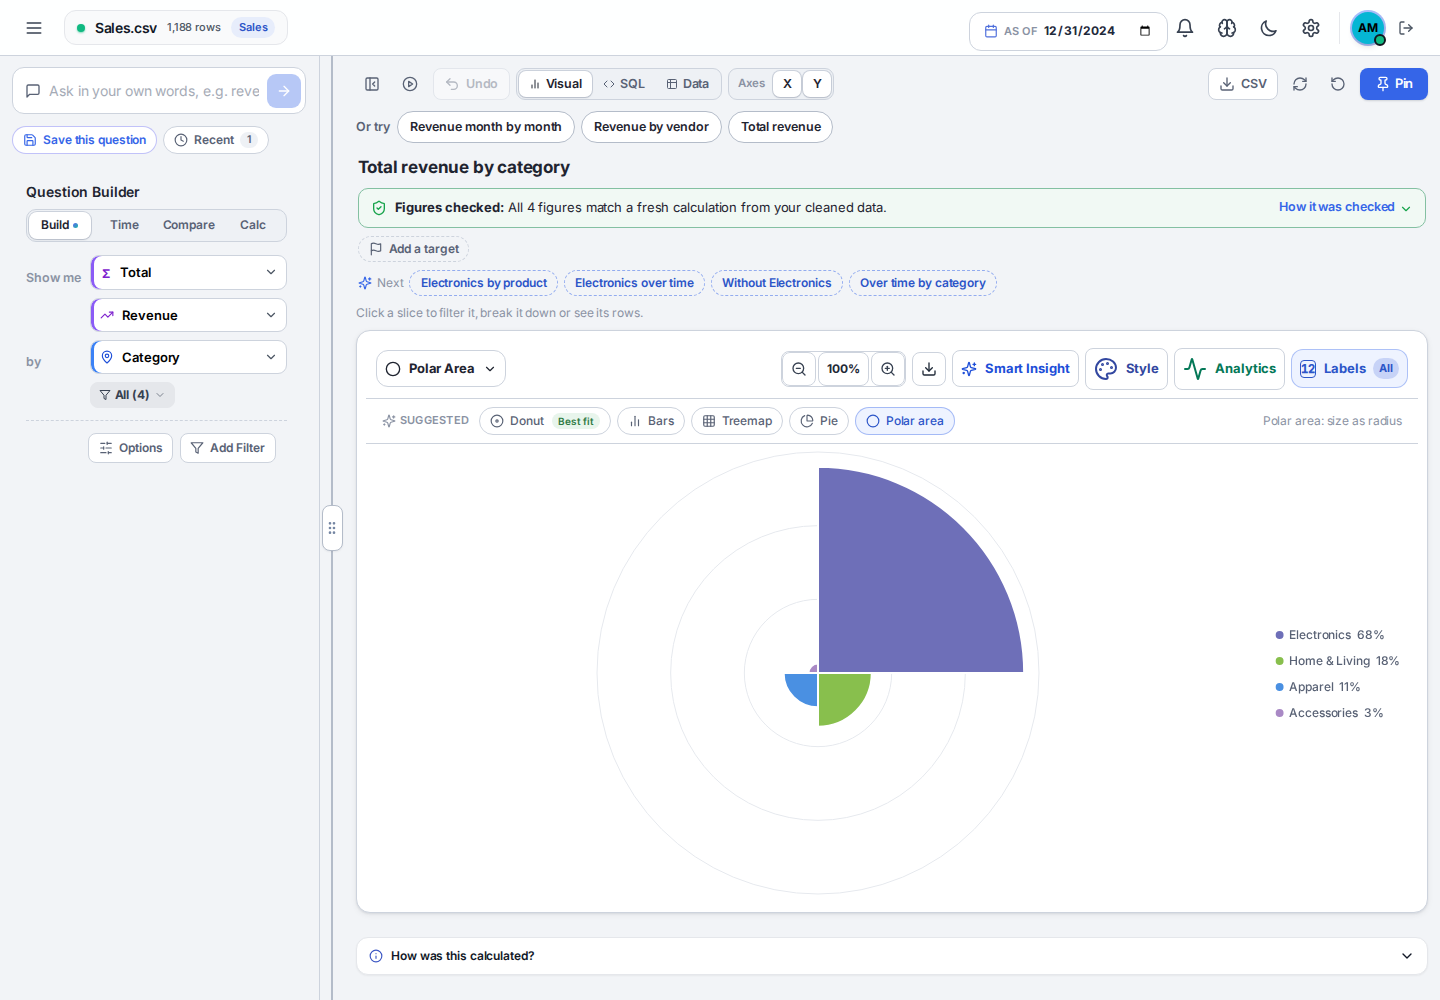 Sales.csv 1,188 rows Sales
AS OF 12/31/2024
AM
Ask in your own words, e.g. reve
Save this question
Recent 1
Question Builder
Build Time Compare Calc
Show me Σ Total
Revenue
by Category
All (4)
Options Add Filter
Undo Visual SQL Data Axes X Y CSV Pin
Or try Revenue month by month Revenue by vendor Total revenue
Total revenue by category
Figures checked: All 4 figures match a fresh calculation from your cleaned data. How it was checked
Add a target
Next Electronics by product Electronics over time Without Electronics Over time by category
Click a slice to filter it, break it down or see its rows.
Polar Area 100% Smart Insight Style Analytics 12 Labels All
SUGGESTED Donut Best fit Bars Treemap Pie Polar area Polar area: size as radius
Electronics 68%
Home & Living 18%
Apparel 11%
Accessories 3%
How was this calculated?